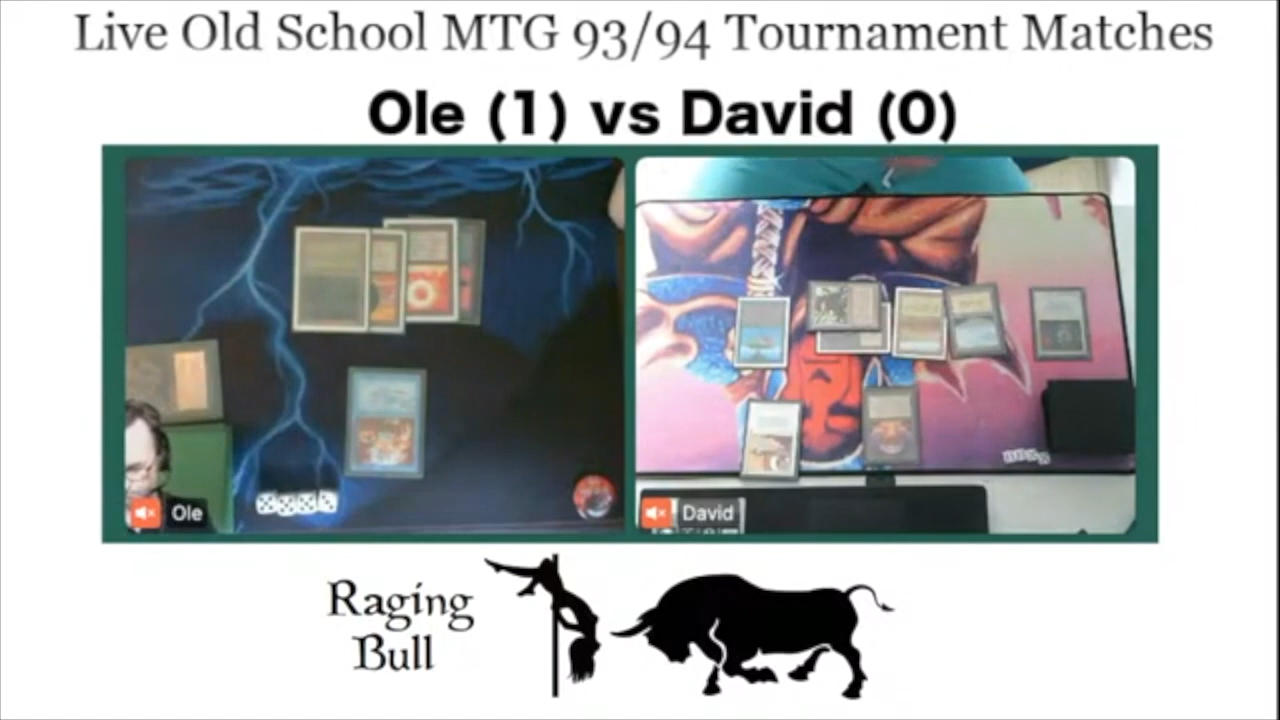 Live Old School MTG 93/94 Tournament Matches
Ole (1) vs David (0)
Ole
David
Raging
Bull